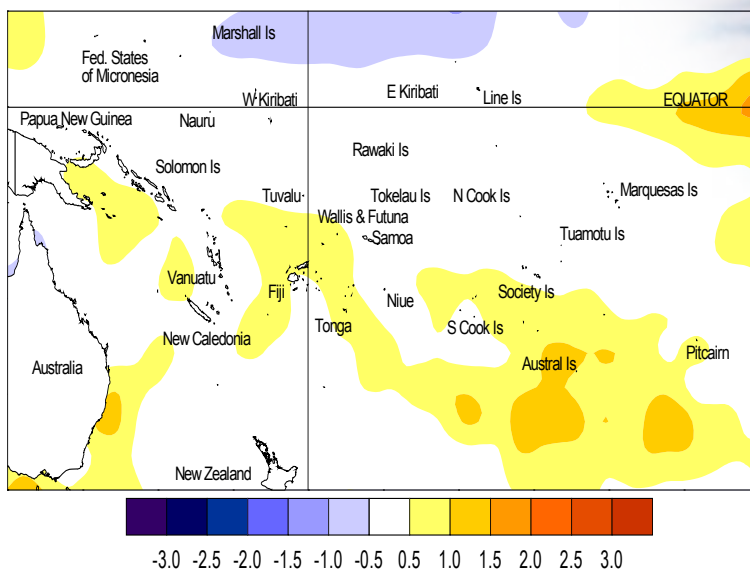 Marshall Is
Fed. States
of Micronesia
W Kiribati
E Kiribati
Line Is
EQUATOR
Papua New Guinea
Nauru
Rawaki Is
Solomon Is
Tuvalu
Tokelau Is
N Cook Is
Marquesas Is
Wallis & Futuna
Samoa
Tuamotu Is
Vanuatu
Fiji
Niue
Society Is
Tonga
S Cook Is
New Caledonia
Pitcairn
Australia
Austral Is
New Zealand
-3.0 -2.5 -2.0 -1.5 -1.0 -0.5 0.5 1.0 1.5 2.0 2.5 3.0